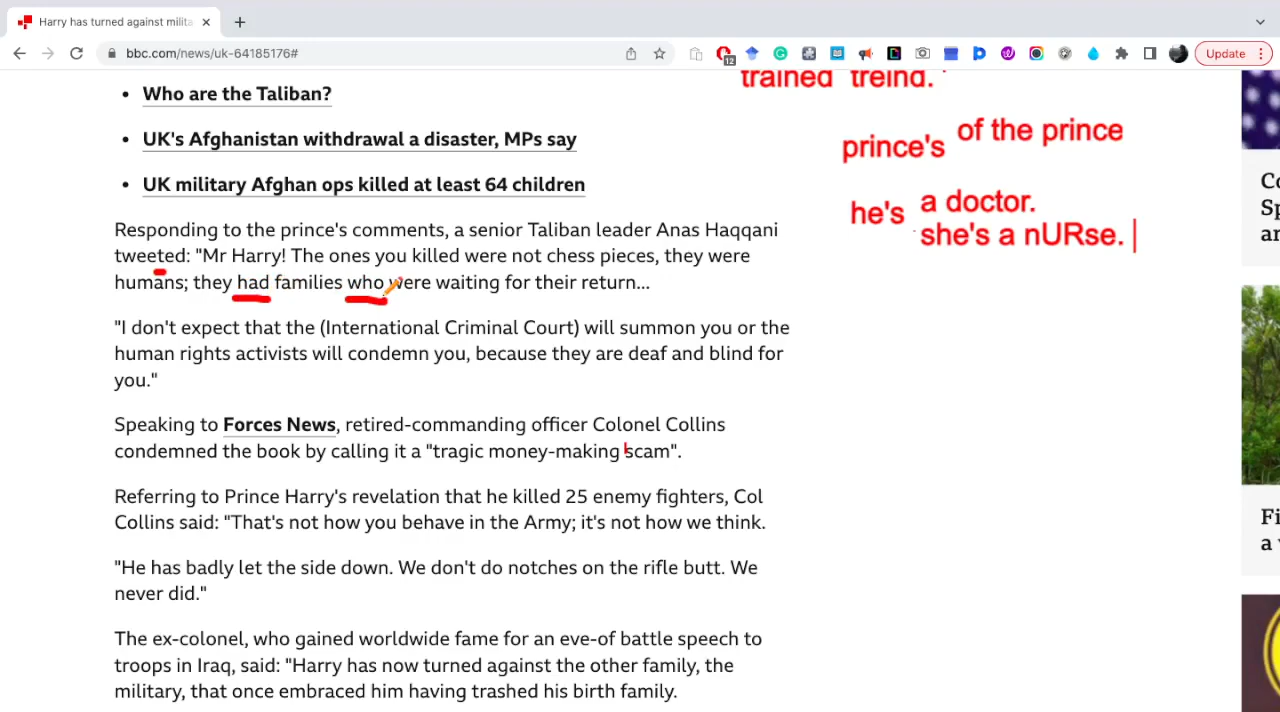 Harry has turned against milita
bbc.com/news/uk-64185176#
12
Update
Who are the Taliban?
UK's Afghanistan withdrawal a disaster, MPs say
UK military Afghan ops killed at least 64 children
Responding to the prince's comments, a senior Taliban leader Anas Haqqani
tweeted: "Mr Harry! The ones you killed were not chess pieces, they were
humans; they had families who were waiting for their return...
"I don't expect that the (International Criminal Court) will summon you or the
human rights activists will condemn you, because they are deaf and blind for
you."
Speaking to Forces News, retired-commanding officer Colonel Collins
condemned the book by calling it a "tragic money-making scam".
Referring to Prince Harry's revelation that he killed 25 enemy fighters, Col
Collins said: "That's not how you behave in the Army; it's not how we think.
"He has badly let the side down. We don't do notches on the rifle butt. We
never did."
The ex-colonel, who gained worldwide fame for an eve-of battle speech to
troops in Iraq, said: "Harry has now turned against the other family, the
military, that once embraced him having trashed his birth family.
trained treind.
prince's of the prince
he's a doctor.
she's a nURse.
Sp
Fi